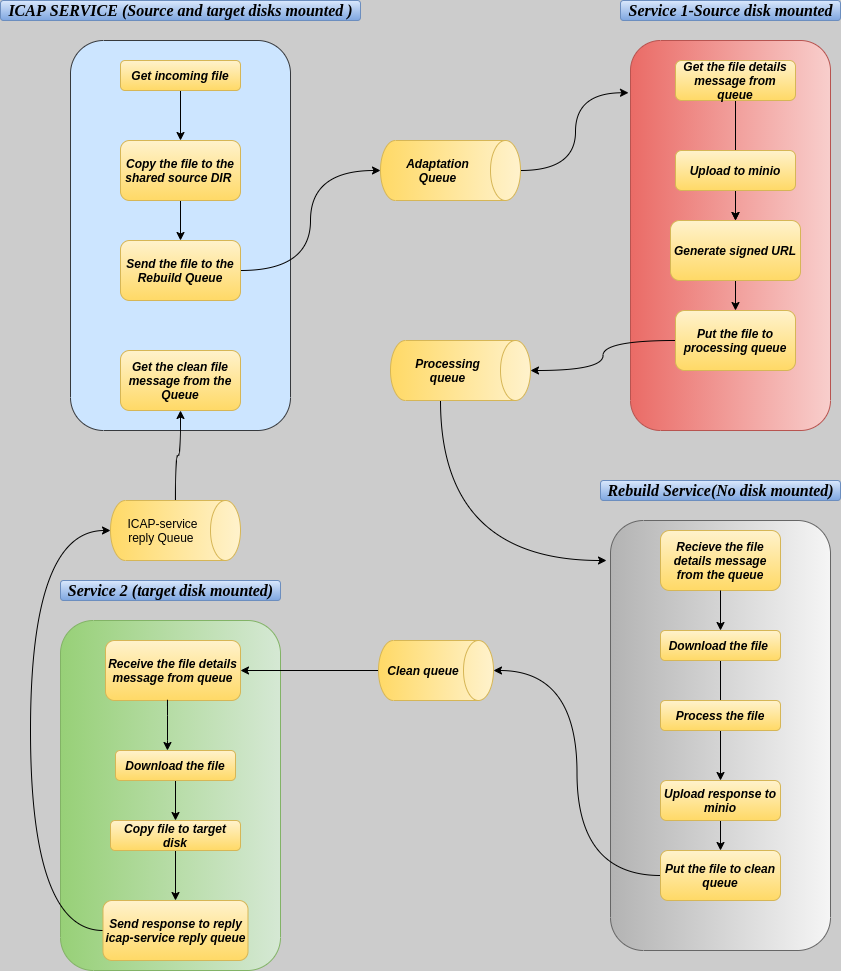 ICAP SERVICE (Source and target disks mounted )
Get incoming file
Copy the file to the
shared source DIR
Send the file to the
Rebuild Queue
Get the clean file
message from the
Queue
Adaptation
Queue
Service 1-Source disk mounted
Get the file details
message from
queue
Upload to minio
Generate signed URL
Put the file to
processing queue
Processing
queue
ICAP-service
reply Queue
Rebuild Service(No disk mounted)
Recieve the file
details message
from the queue
Download the file
Process the file
Upload response to
minio
Put the file to clean
queue
Clean queue
Service 2 (target disk mounted)
Receive the file details
message from queue
Download the file
Copy file to target
disk
Send response to reply
icap-service reply queue